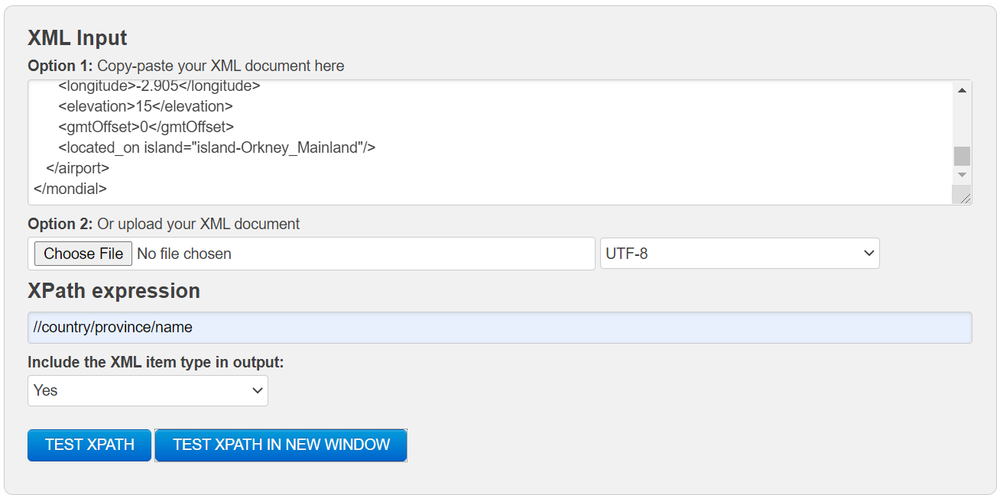 XML Input
Option 1: Copy-paste your XML document here
<longitude>-2.905</longitude>
<elevation>15</elevation>
<gmtOffset>0</gmtOffset>
<located_on island="island-Orkney_Mainland"/>
</airport>
</mondial>
Option 2: Or upload your XML document
Choose File No file chosen UTF-8
XPath expression
//country/province/name
Include the XML item type in output:
Yes
TEST XPATH TEST XPATH IN NEW WINDOW